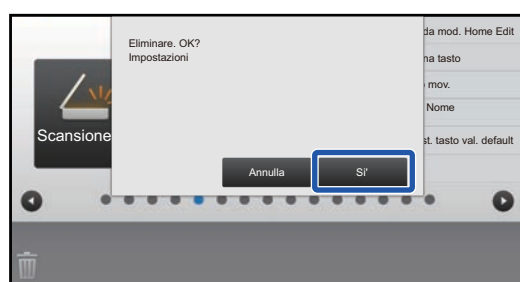 Eliminare. OK?
Impostazioni
Annulla
Si'
Scansione
da mod. Home Edit
na tasto
mov.
Nome
st. tasto val. default